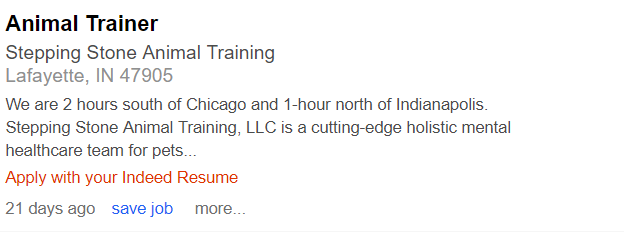 Animal Trainer
Stepping Stone Animal Training
Lafayette, IN 47905
We are 2 hours south of Chicago and 1-hour north of Indianapolis.
Stepping Stone Animal Training, LLC is a cutting-edge holistic mental
healthcare team for pets...
Apply with your Indeed Resume
21 days ago save job more...